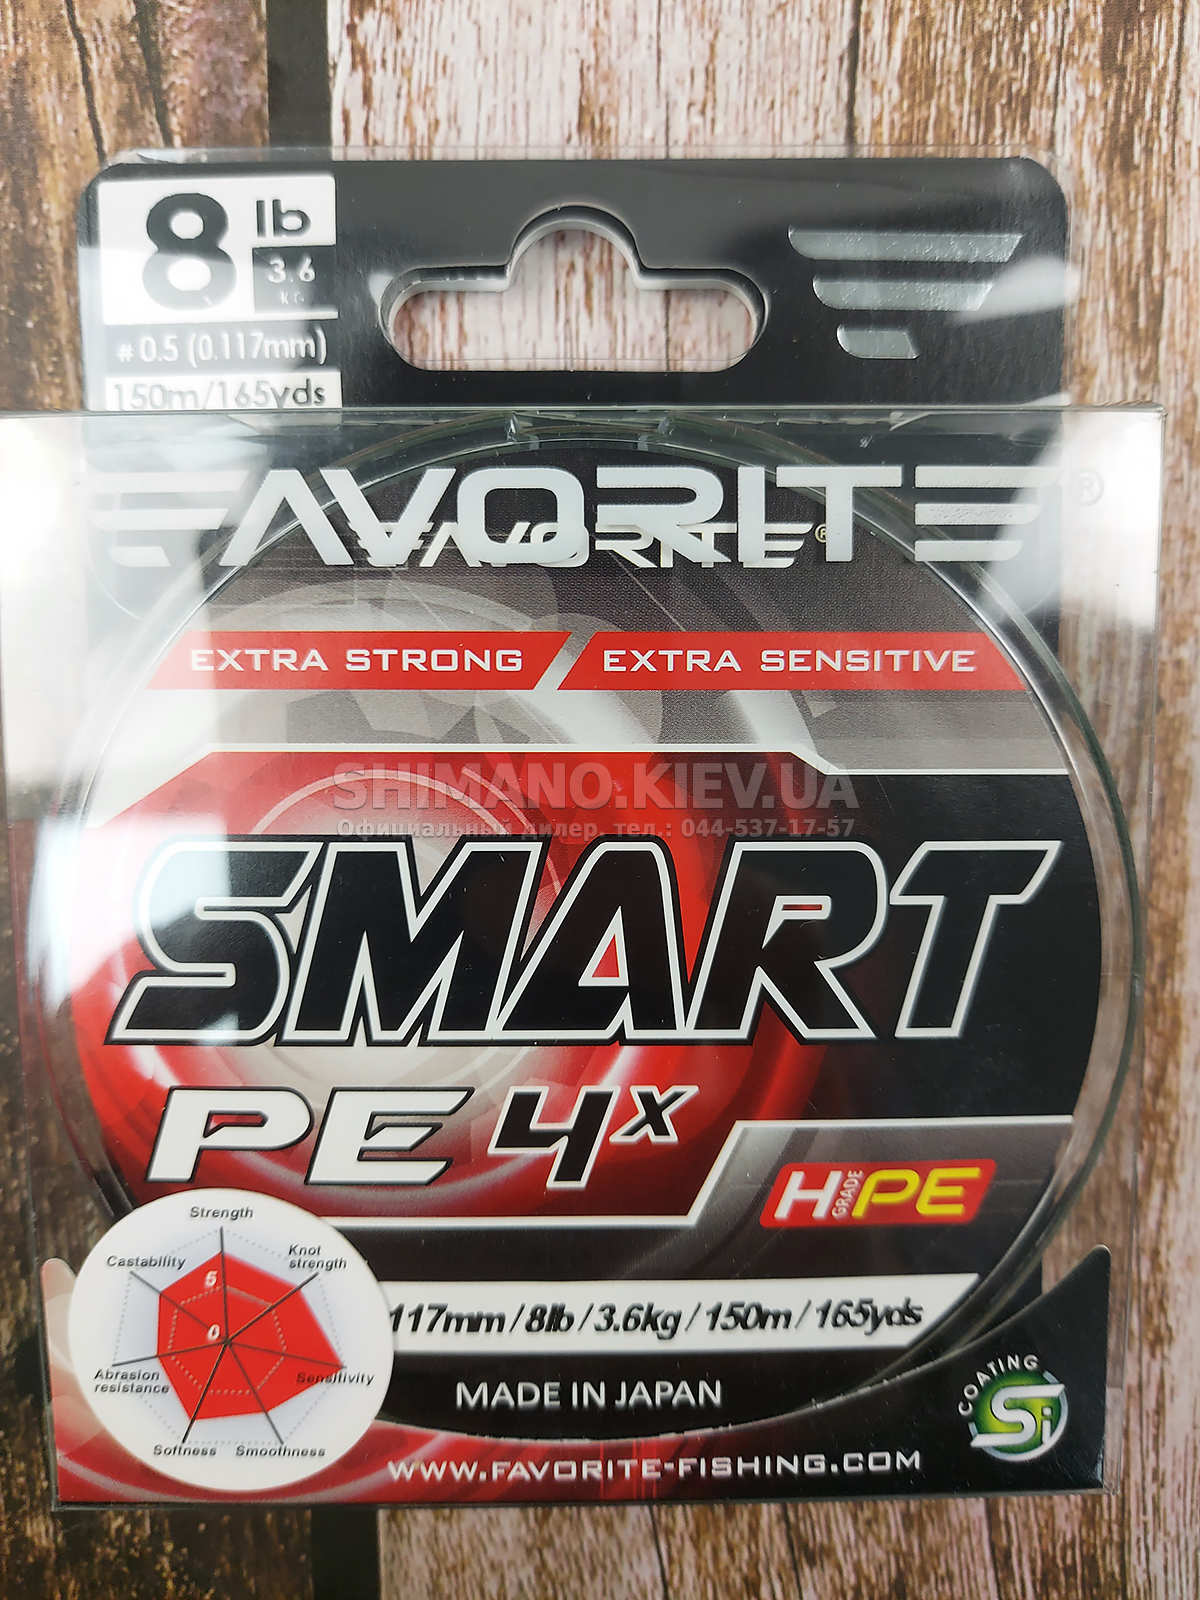 8 lb
3.6
KG
# 0.5 (0.117mm)
150m/165yds
FAVORITE®
FAVORITE®
EXTRA STRONG EXTRA SENSITIVE
SHIMANO.KIEV.UA
Официальный дилер. тел.: 044-537-17-57
SMART
PE 4x
H GRADE PE
Strength
Knot strength
Castability
5
0
Abrasion resistance
Sensitivity
Softness Smoothness
117mm/8lb/3.6kg/150m/165yds
MADE IN JAPAN
COATING
Si
WWW.FAVORITE-FISHING.COM